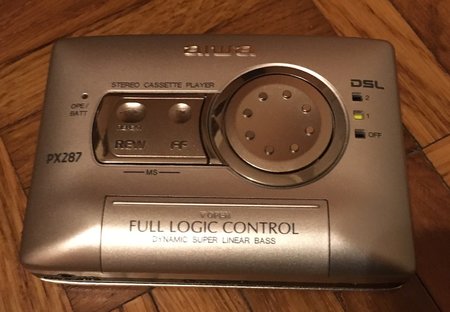 aiwa
STEREO CASSETTE PLAYER
DSL
2
1
OFF
OPE/
BATT
REW
FF
MS
PX287
OPEN
FULL LOGIC CONTROL
DYNAMIC SUPER LINEAR BASS